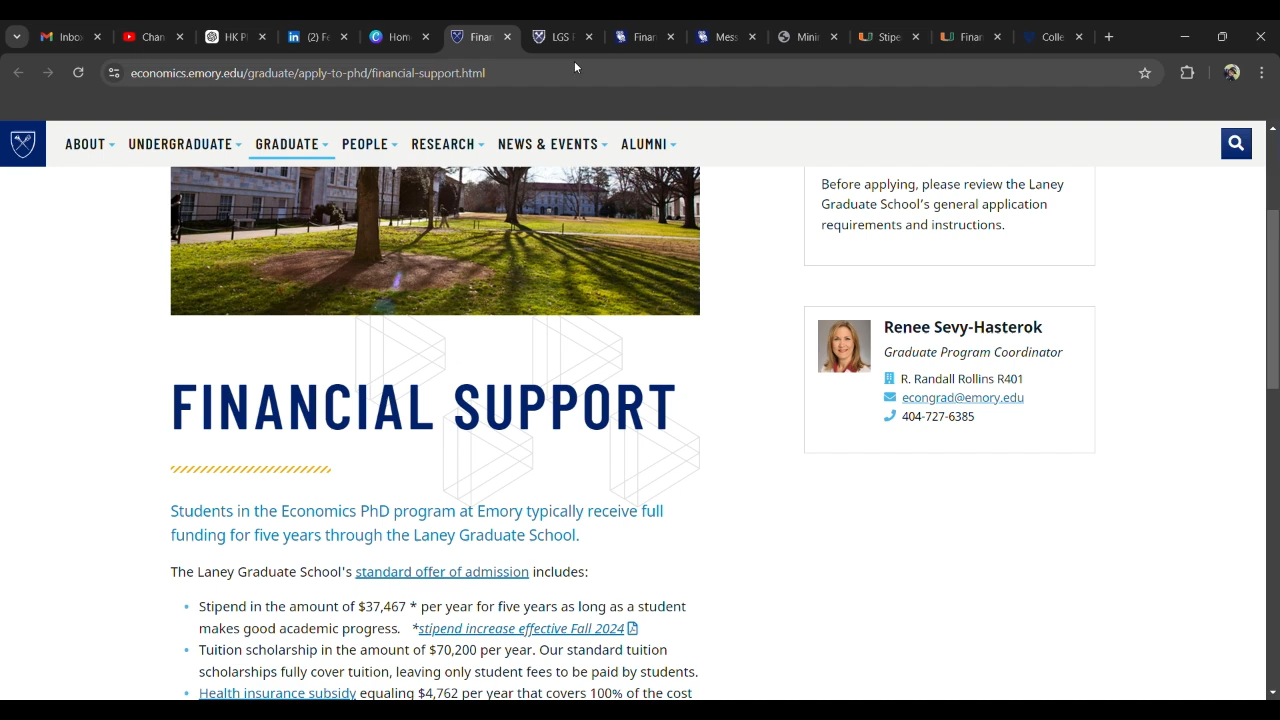 Inbo
Chan
HK P
(2) Fe
Hom
Finar
LGS F
Finar
Mess
Mini
Stipe
Finan
Colle
economics.emory.edu/graduate/apply-to-phd/financial-support.html
ABOUT UNDERGRADUATE GRADUATE PEOPLE RESEARCH NEWS & EVENTS ALUMNI
Before applying, please review the Laney
Graduate School's general application
requirements and instructions.
Renee Sevy-Hasterok
Graduate Program Coordinator
R. Randall Rollins R401
econgrad@emory.edu
404-727-6385
FINANCIAL SUPPORT
Students in the Economics PhD program at Emory typically receive full
funding for five years through the Laney Graduate School.
The Laney Graduate School's standard offer of admission includes:
• Stipend in the amount of $37,467 * per year for five years as long as a student
makes good academic progress. *stipend increase effective Fall 2024
• Tuition scholarship in the amount of $70,200 per year. Our standard tuition
scholarships fully cover tuition, leaving only student fees to be paid by students.
• Health insurance subsidy equaling $4,762 per year that covers 100% of the cost